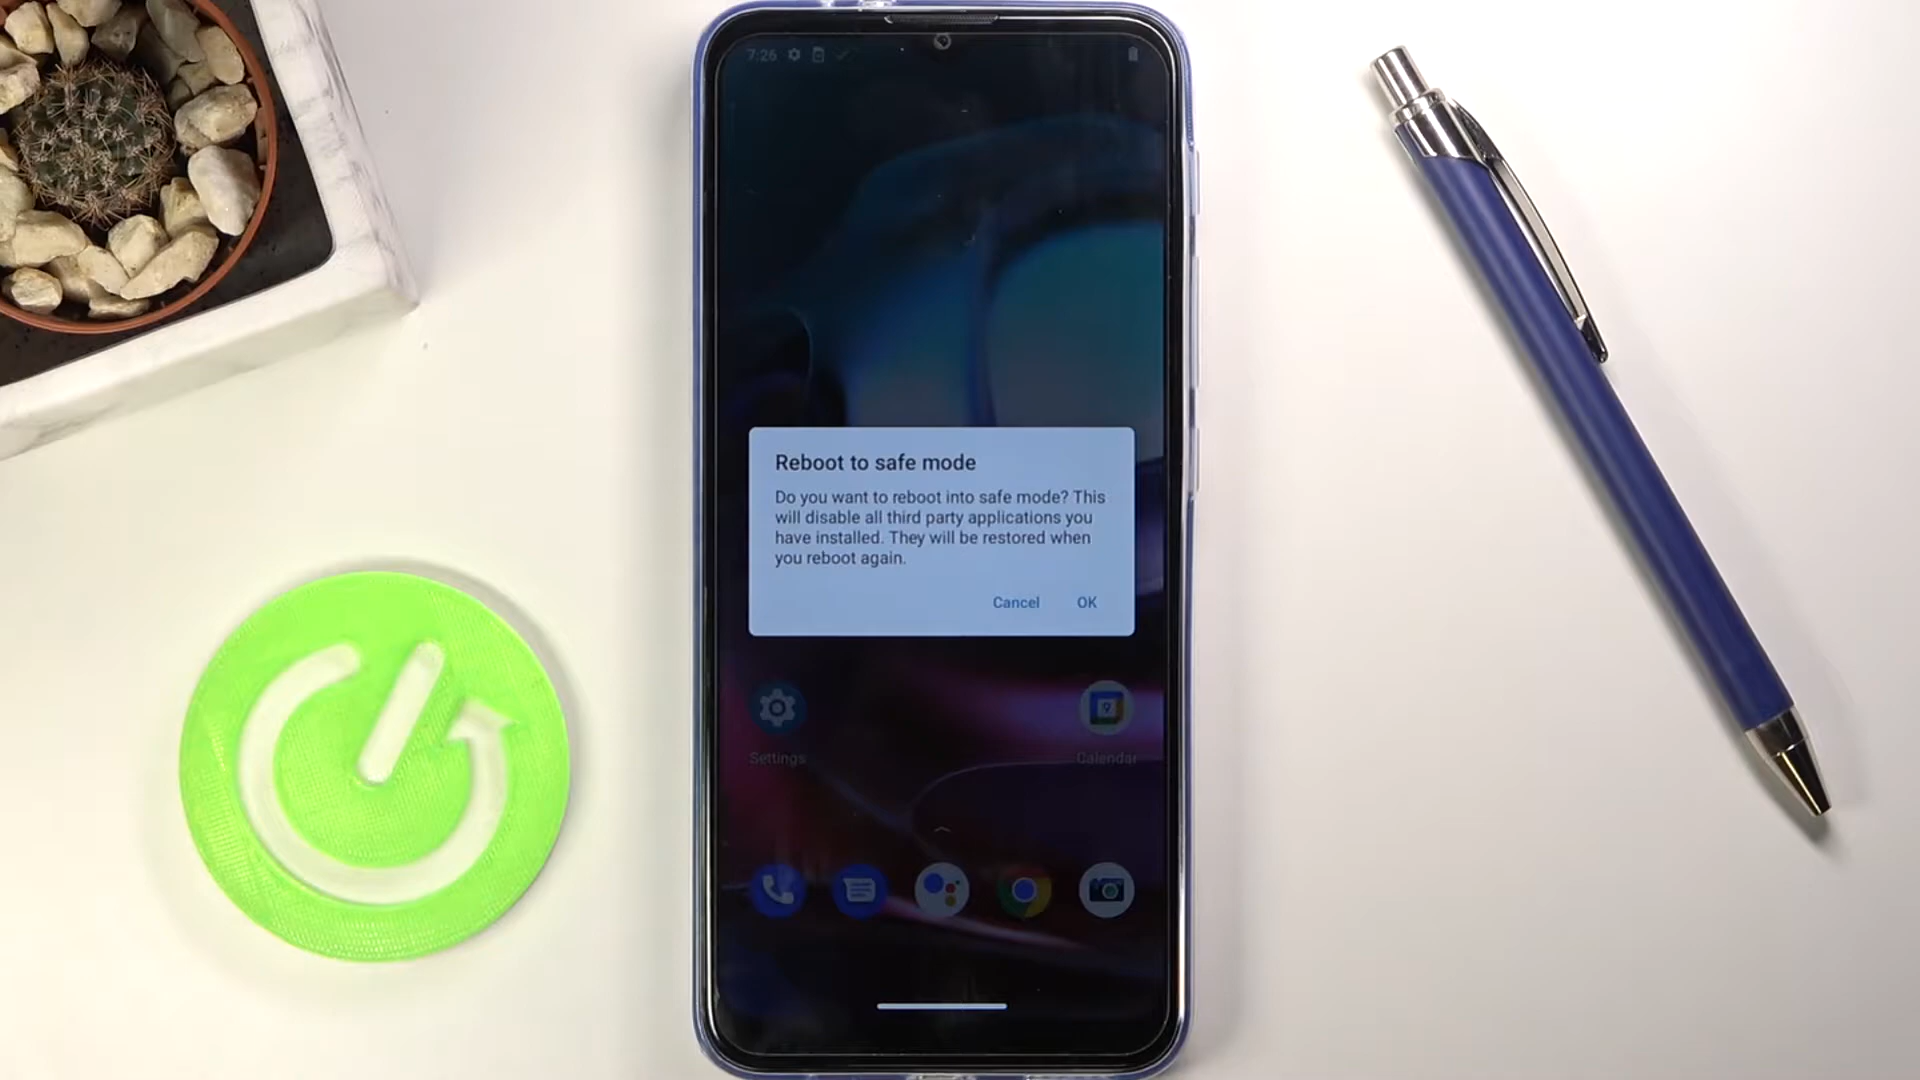 7:26
Reboot to safe mode
Do you want to reboot into safe mode? This
will disable all third party applications you
have installed. They will be restored when
you reboot again.
Cancel OK
Settings Calendar